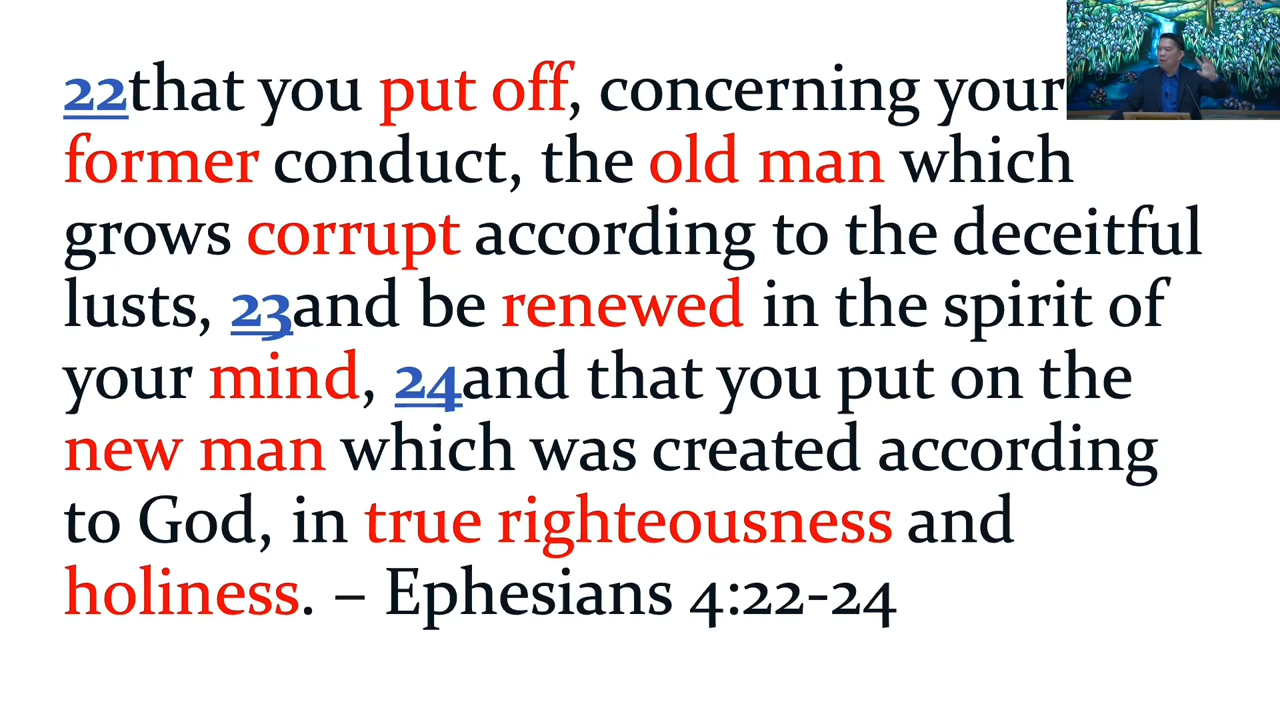 22that you put off, concerning your
former conduct, the old man which
grows corrupt according to the deceitful
lusts, 23and be renewed in the spirit of
your mind, 24and that you put on the
new man which was created according
to God, in true righteousness and
holiness. – Ephesians 4:22-24